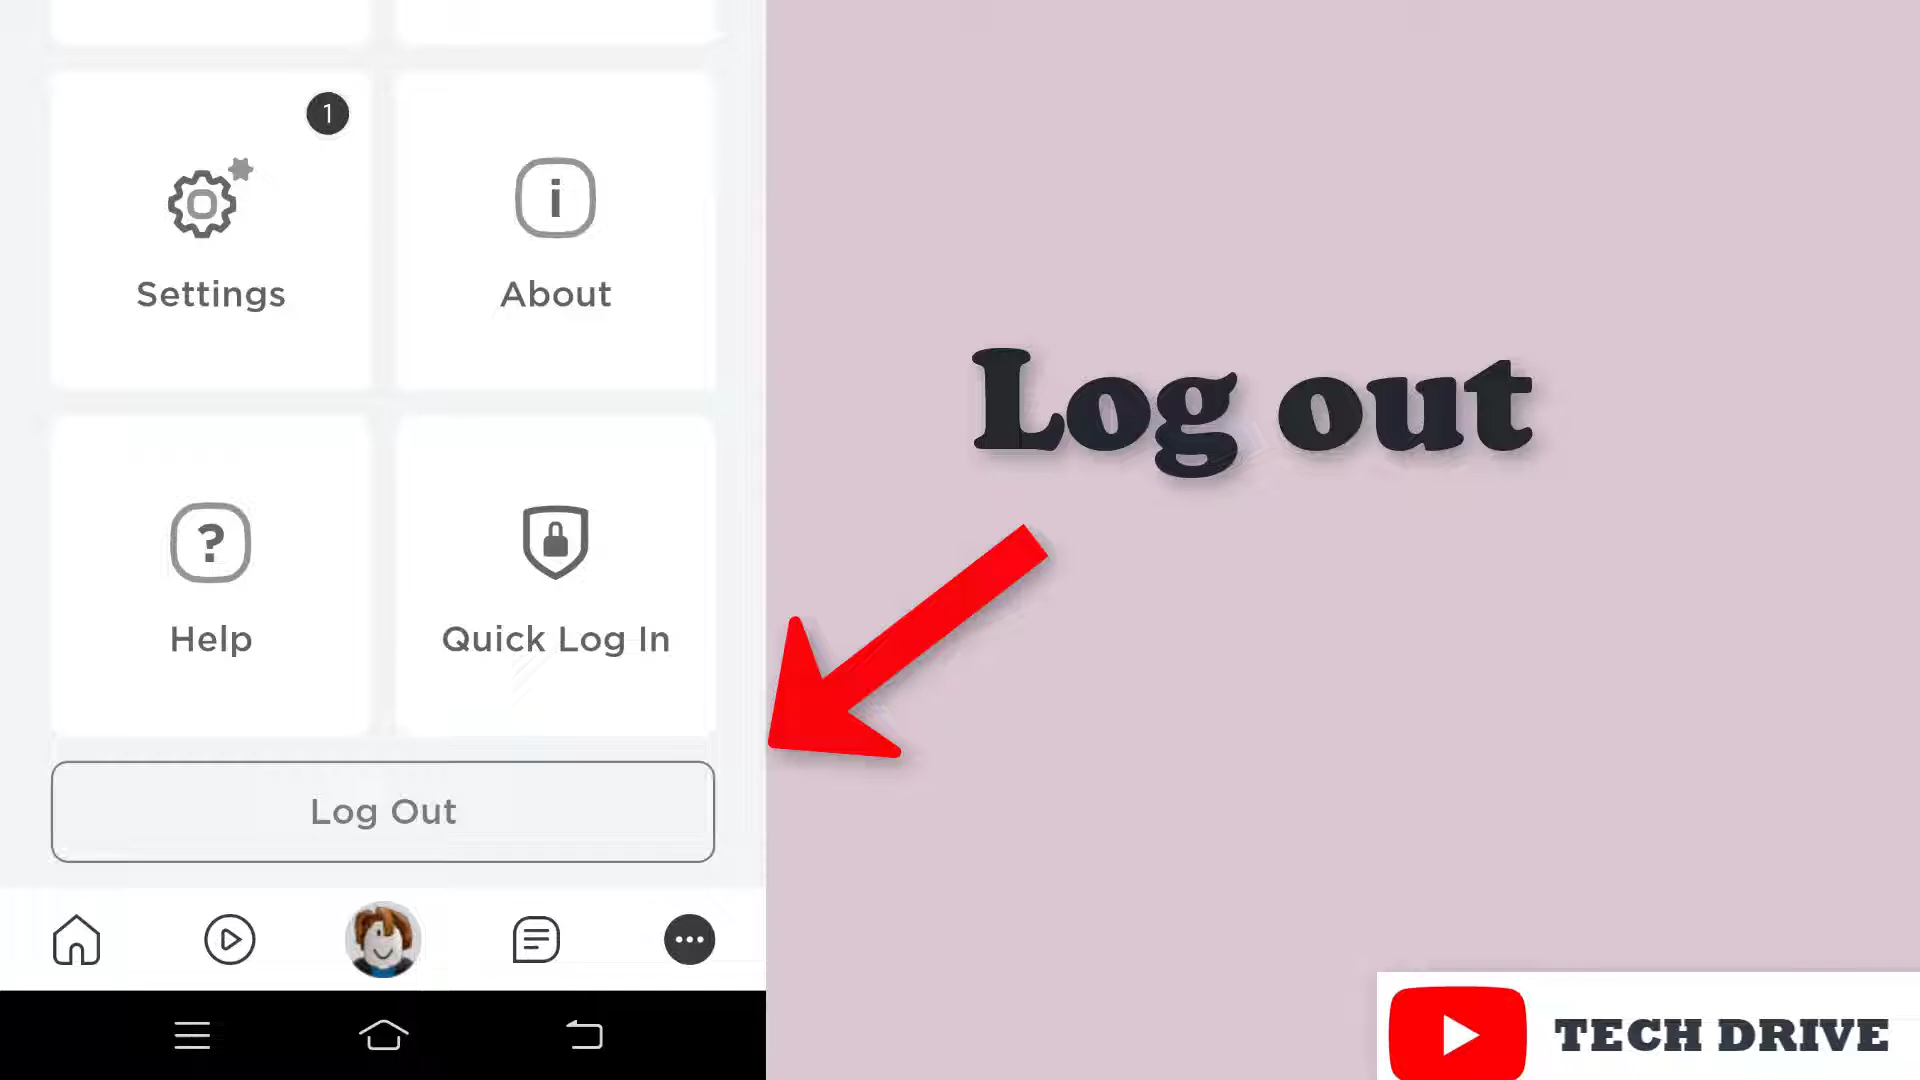 1
Settings
About
Help
Quick Log In
Log Out
Log out
TECH DRIVE